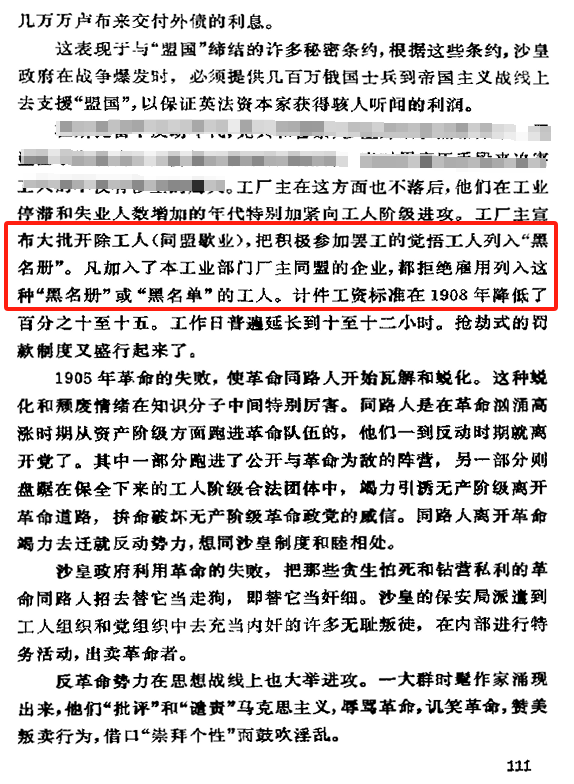 几万万卢布来交付外债的利息。
这表现于与“盟国”缔结的许多秘密条约，根据这些条约，沙皇
政府在战争爆发时，必须提供几百万俄国士兵到帝国主义战线上
去支援“盟国”，以保证英法资本家获得骇人听闻的利润。
工厂主在这方面也不落后，他们在工业
停滞和失业人数增加的年代特别加紧向工人阶级进攻。工厂主宣
布大批开除工人（同盟歇业），把积极参加罢工的觉悟工人列入“黑
名册”。凡加入了本工业部门厂主同盟的企业，都拒绝雇用列入这
种“黑名册”或“黑名单”的工人。计件工资标准在1908年降低了
百分之十至十五。工作日普遍延长到十至十二小时。抢劫式的罚
款制度又盛行起来了。
1905年革命的失败，使革命同路人开始瓦解和蜕化。这种蜕
化和颓废情绪在知识分子中间特别厉害。同路人是在革命汹涌高
涨时期从资产阶级方面跑进革命队伍的，他们一到反动时期就离
开党了。其中一部分跑进了公开与革命为敌的阵营，另一部分则
盘踞在保全下来的工人阶级合法团体中，竭力引诱无产阶级离开
革命道路，拚命破坏无产阶级革命政党的威信。同路人离开革命
竭力去迁就反动势力，想同沙皇制度和睦相处。
沙皇政府利用革命的失败，把那些贪生怕死和钻营私利的革
命同路人招去替它当走狗，即替它当奸细。沙皇的保安局派遣到
工人组织和党组织中去充当内奸的许多无耻叛徒，在内部进行特
务活动，出卖革命者。
反革命势力在思想战线上也大举进攻。一大群时髦作家涌现
出来，他们“批评”和“谴责”马克思主义，辱骂革命，讥笑革命，赞美
叛卖行为，借口“崇拜个性”而鼓吹淫乱。
111